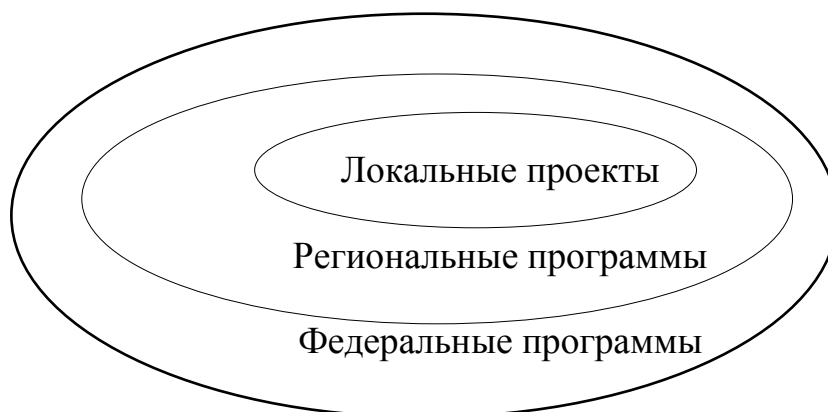 Локальные проекты
Региональные программы
Федеральные программы